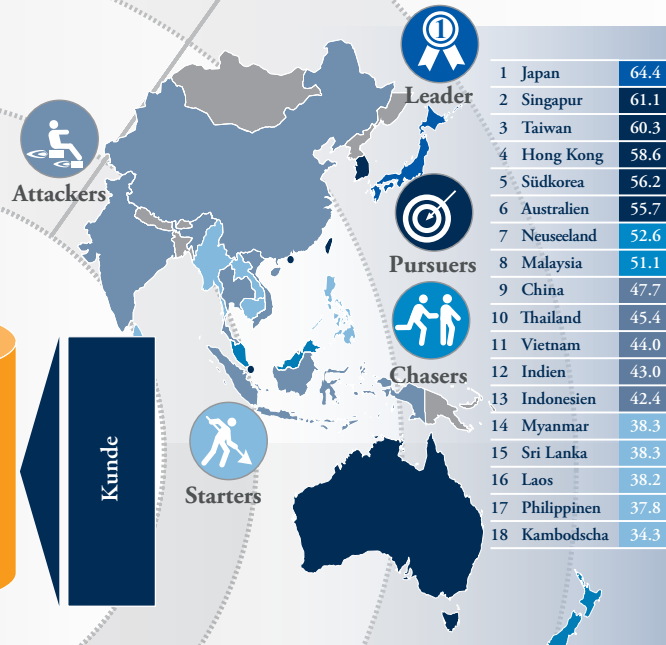 1
Leader
Attackers
Pursuers
Chasers
Starters
Kunde
1 Japan 64.4
2 Singapur 61.1
3 Taiwan 60.3
4 Hong Kong 58.6
5 Südkorea 56.2
6 Australien 55.7
7 Neuseeland 52.6
8 Malaysia 51.1
9 China 47.7
10 Thailand 45.4
11 Vietnam 44.0
12 Indien 43.0
13 Indonesien 42.4
14 Myanmar 38.3
15 Sri Lanka 38.3
16 Laos 38.2
17 Philippinen 37.8
18 Kambodscha 34.3